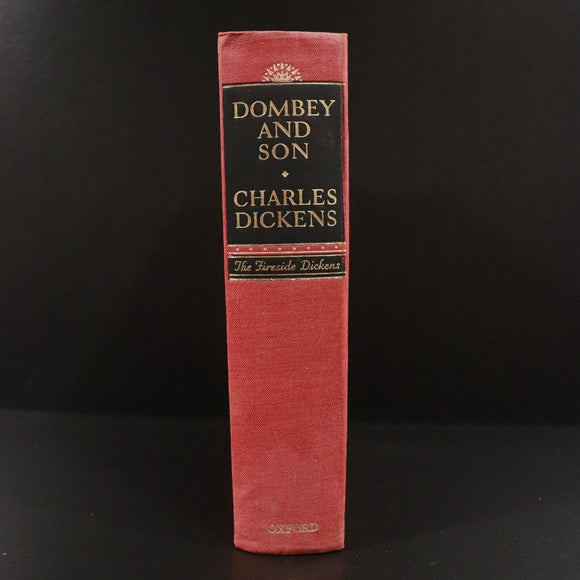 DOMBEY
AND
SON
CHARLES
DICKENS
The Fireside Dickens
OXFORD